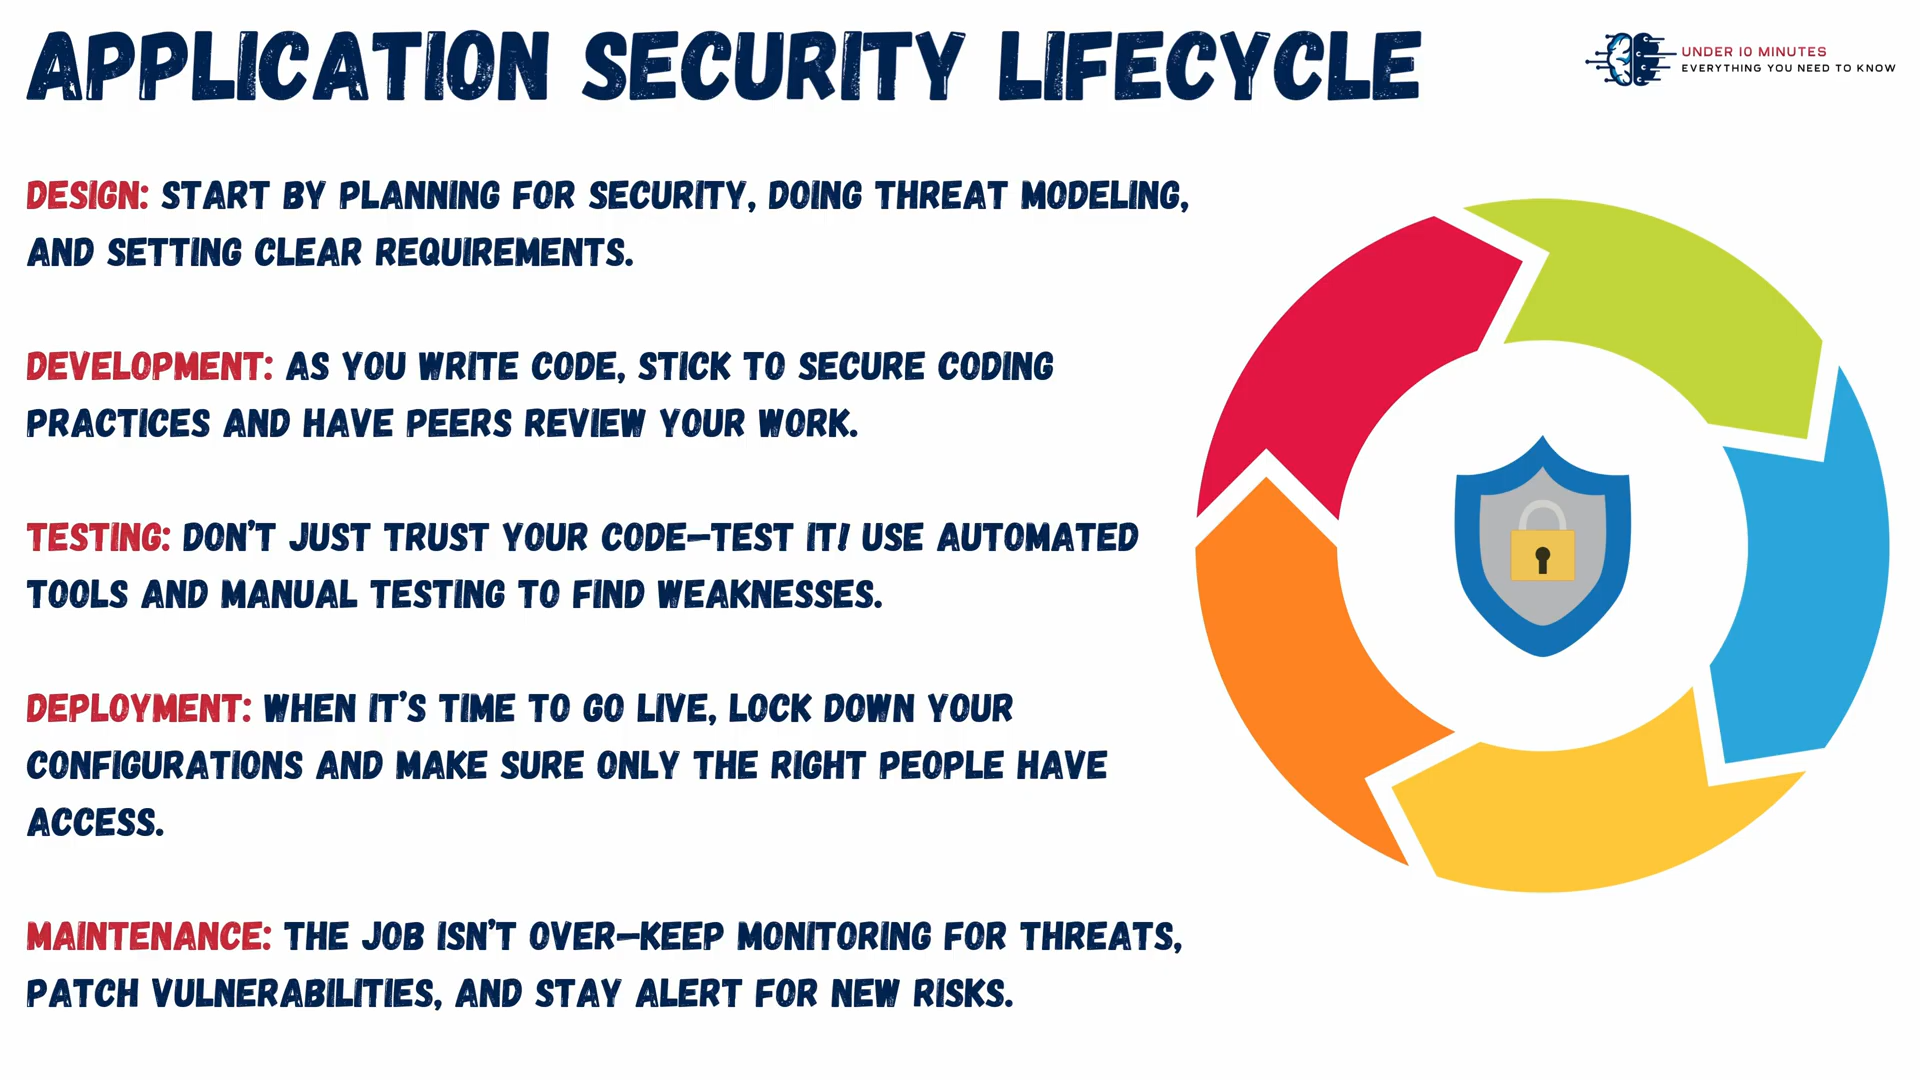 APPLICATION SECURITY LIFECYCLE
UNDER 10 MINUTES
EVERYTHING YOU NEED TO KNOW
DESIGN: START BY PLANNING FOR SECURITY, DOING THREAT MODELING,
AND SETTING CLEAR REQUIREMENTS.
DEVELOPMENT: AS YOU WRITE CODE, STICK TO SECURE CODING
PRACTICES AND HAVE PEERS REVIEW YOUR WORK.
TESTING: DON'T JUST TRUST YOUR CODE—TEST IT! USE AUTOMATED
TOOLS AND MANUAL TESTING TO FIND WEAKNESSES.
DEPLOYMENT: WHEN IT'S TIME TO GO LIVE, LOCK DOWN YOUR
CONFIGURATIONS AND MAKE SURE ONLY THE RIGHT PEOPLE HAVE
ACCESS.
MAINTENANCE: THE JOB ISN'T OVER—KEEP MONITORING FOR THREATS,
PATCH VULNERABILITIES, AND STAY ALERT FOR NEW RISKS.